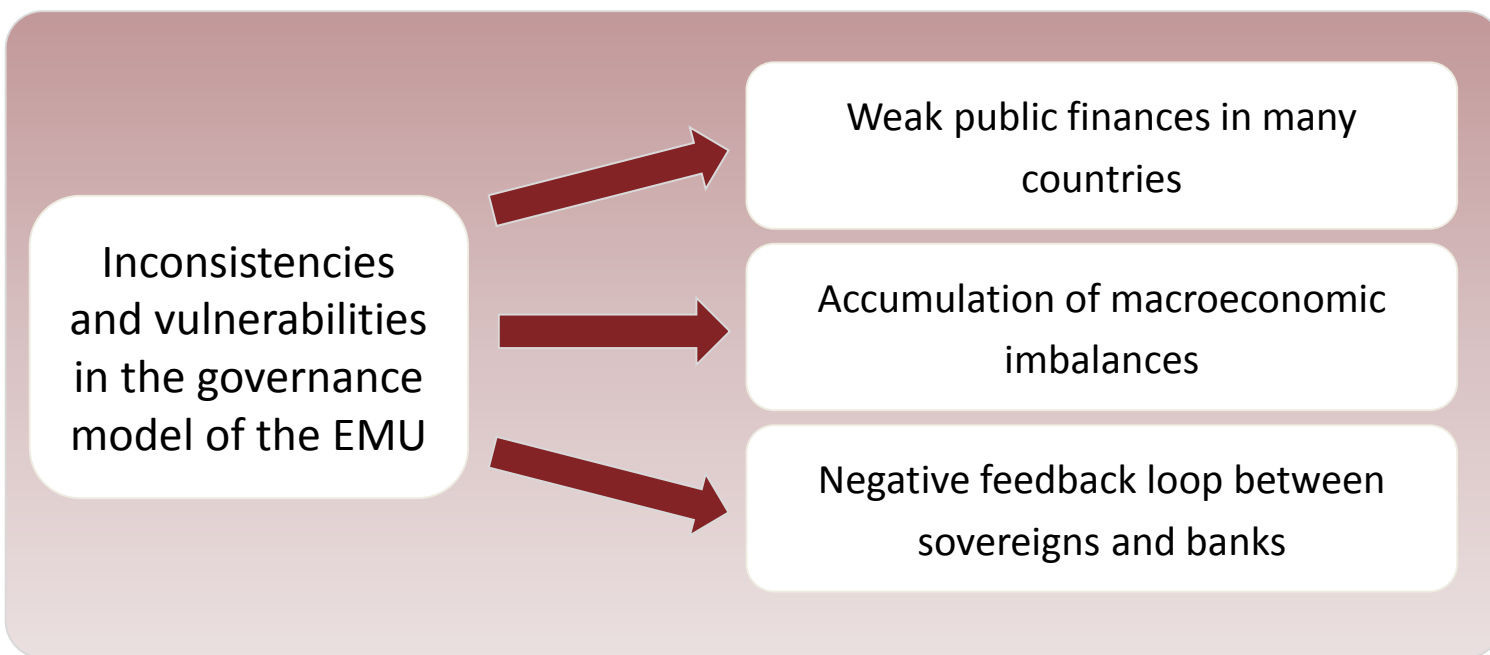 Inconsistencies
and vulnerabilities
in the governance
model of the EMU
Weak public finances in many
countries
Accumulation of macroeconomic
imbalances
Negative feedback loop between
sovereigns and banks